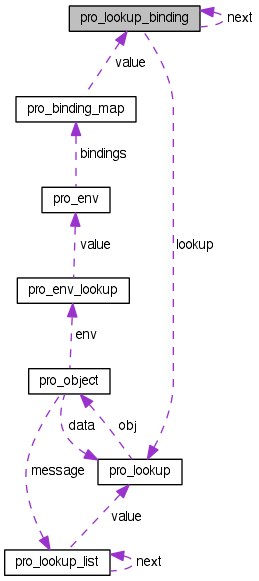 pro_lookup_binding
next
value
pro_binding_map
bindings
pro_env
lookup
value
pro_env_lookup
env
pro_object
data
obj
message
pro_lookup
value
pro_lookup_list
next